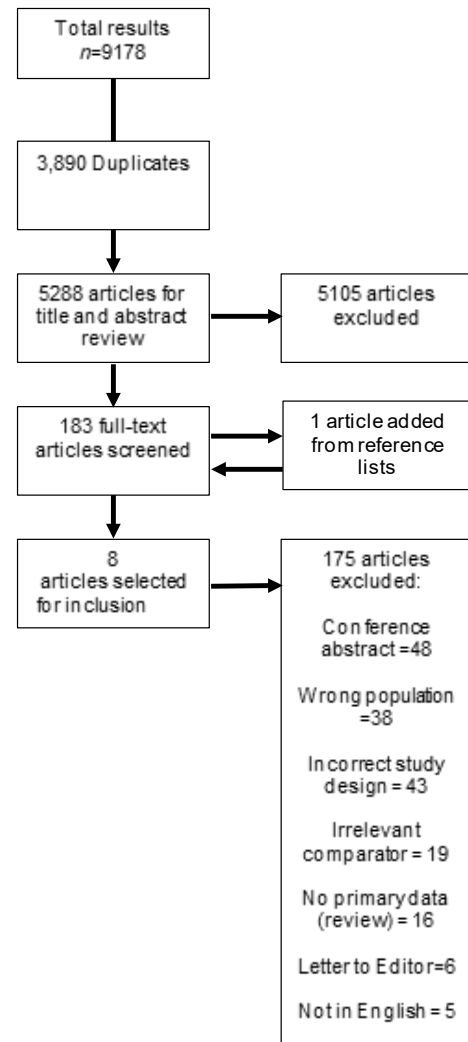 Total results
n=9178
3,890 Duplicates
5288 articles for
title and abstract
review
5105 articles
excluded
183 full-text
articles screened
1 article added
from reference
lists
8
articles selected
for inclusion
175 articles
excluded:
Conference
abstract =48
Wrong population
=38
Incorrect study
design = 43
Irrelevant
comparator = 19
No primary data
(review) = 16
Letter to Editor=6
Not in English = 5